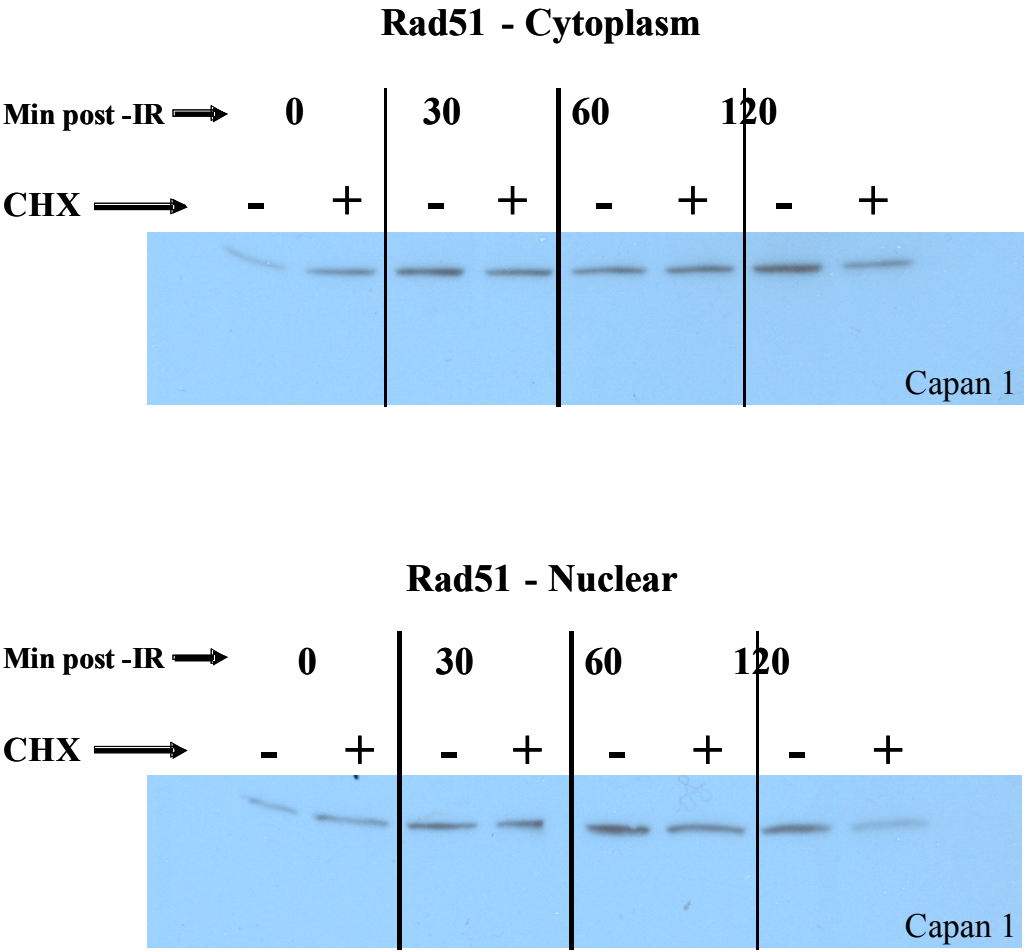 Rad51 - Cytoplasm
Min post -IR 0 30 60 120
CHX - + - + - + - +
Capan 1
Rad51 - Nuclear
Min post -IR 0 30 60 120
CHX - + - + - + - +
Capan 1